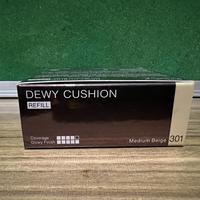 DEWY CUSHION
REFILL
Coverage
Glowy Finish
Medium Beige 301